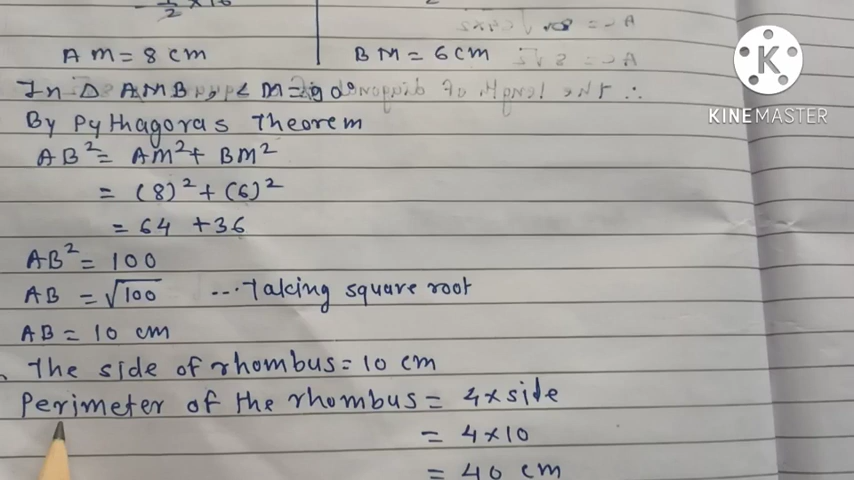 AM = 8 cm
BM = 6 cm
In Δ AMB, ∠ M = 90°
By Pythagoras Theorem
AB² = AM² + BM²
= (8)² + (6)²
= 64 + 36
AB² = 100
AB = √100 ...Taking square root
AB = 10 cm
The side of rhombus = 10 cm
Perimeter of the rhombus = 4 × side
= 4 × 10
= 40 cm
K
KINEMASTER